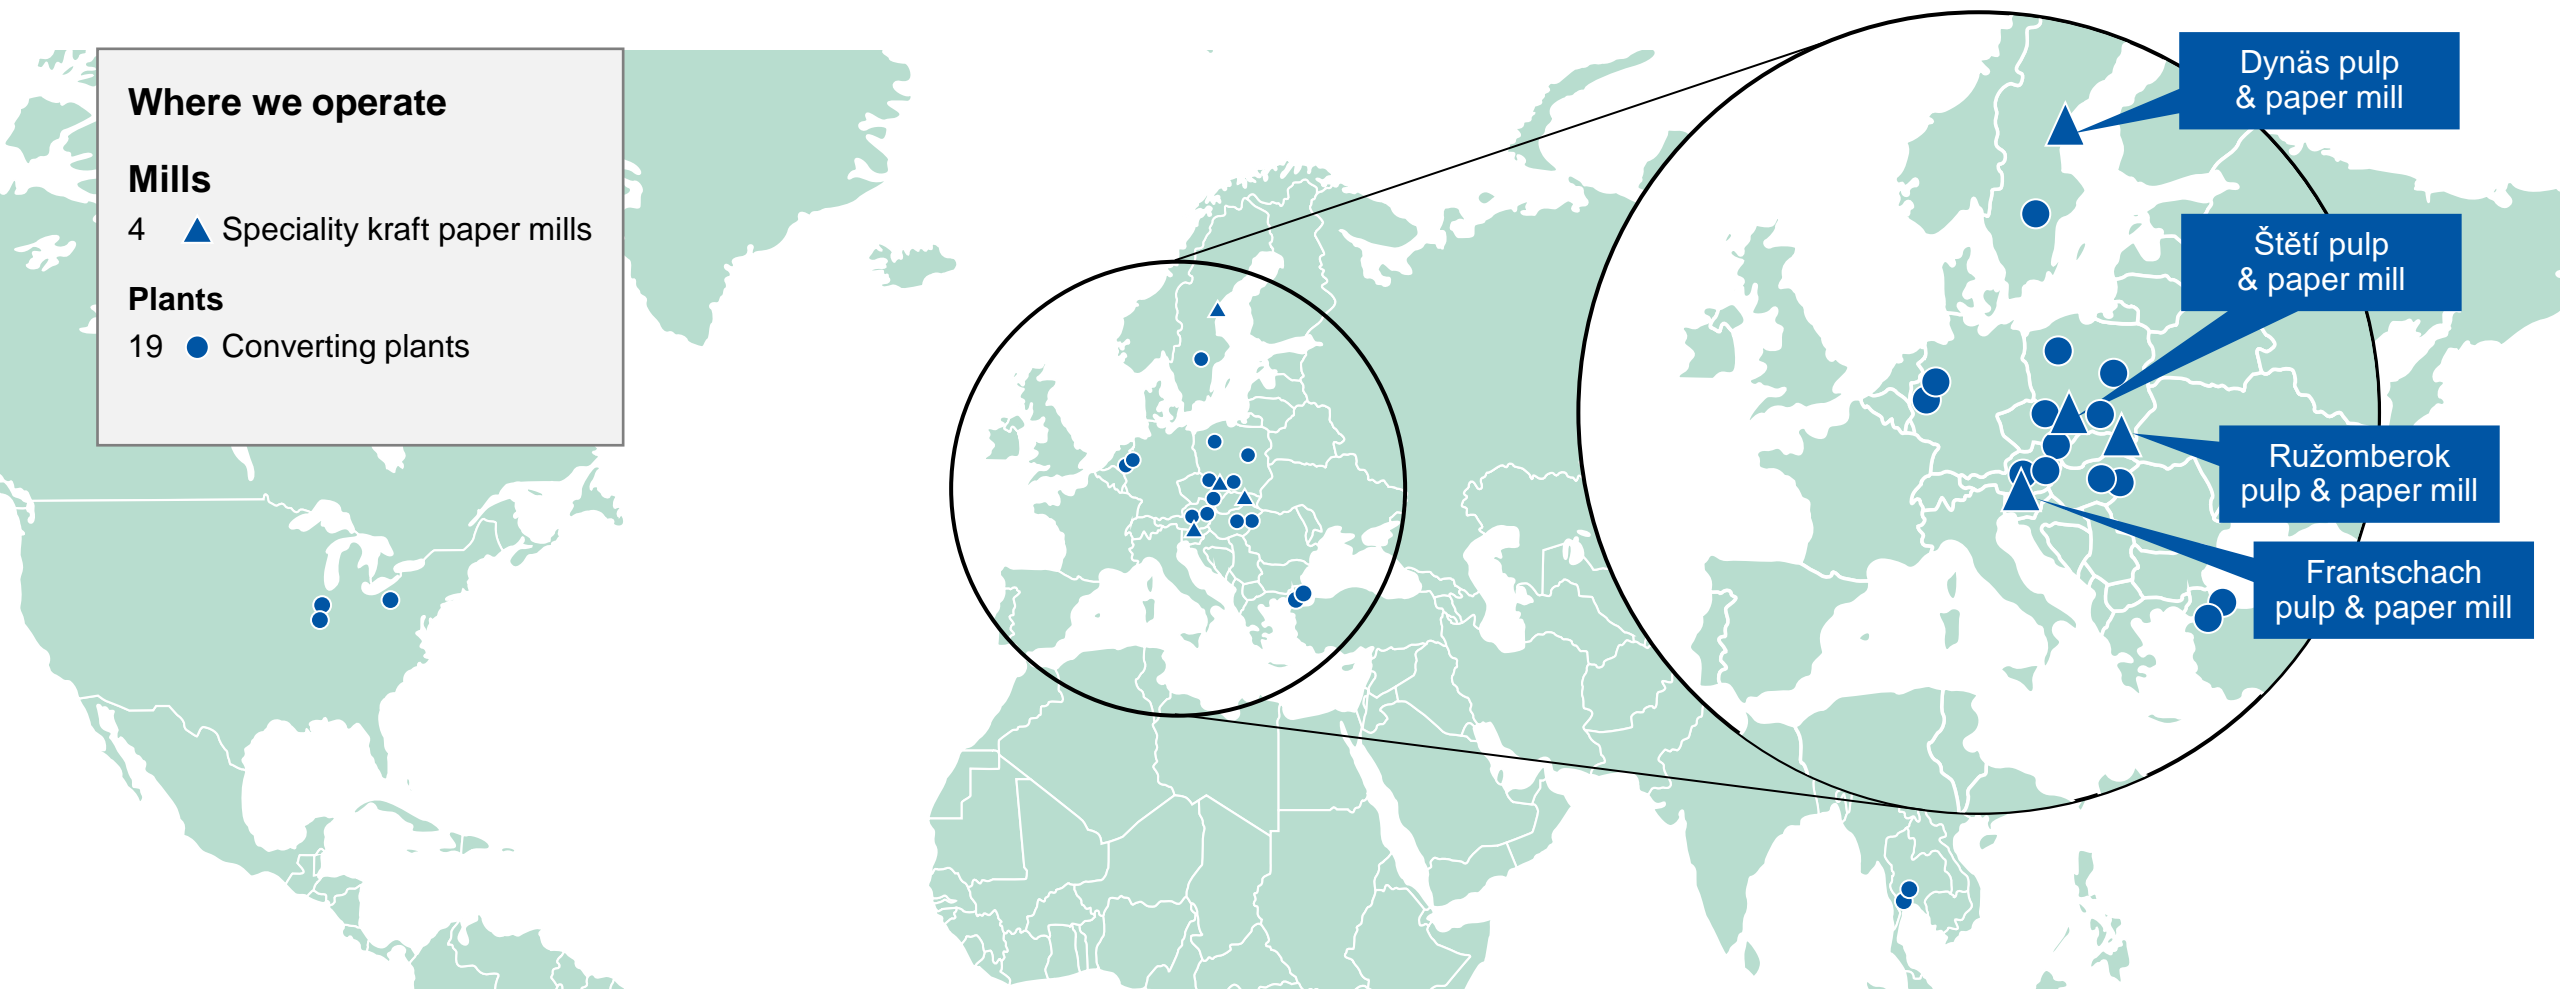 Where we operate
Mills
4 Speciality kraft paper mills
Plants
19 Converting plants
Dynäs pulp
& paper mill
Štětí pulp
& paper mill
Ružomberok
pulp & paper mill
Frantschach
pulp & paper mill